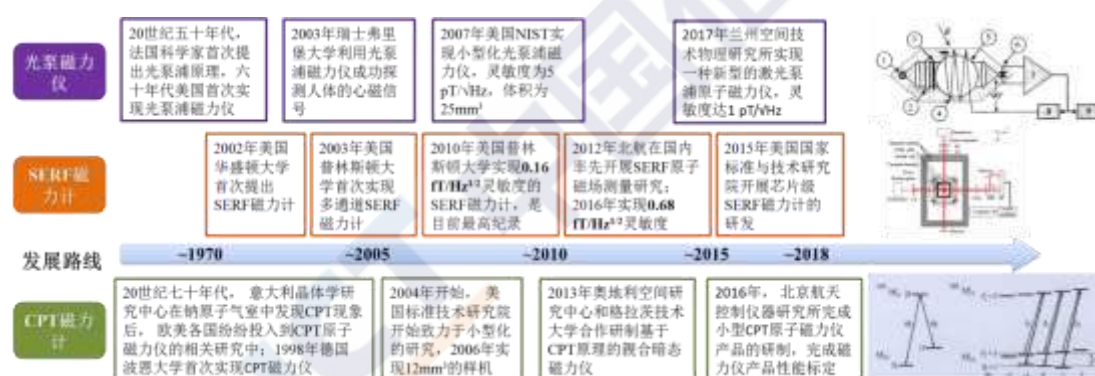 光泵磁力
仪
20世纪五十年代,
法国科学家首次提
出光泵浦原理,六
十年代美国首次实
现光泵浦磁力仪
2003年瑞士弗里
堡大学利用光泵
浦磁力仪成功探
测人体的心磁信
号
2007年美国NIST实
现小型化光泵浦磁
力仪,灵敏度为5
pT/√Hz,体积为
25mm³
2017年兰州空间技
术物理研究所实现
一种新型的激光泵
浦原子磁力仪,灵
敏度达1 pT/√Hz
SERF磁
力计
2002年美国
华盛顿大学
首次提出
SERF磁力计
2003年美国
普林斯顿大
学首次实现
多通道SERF
磁力计
2010年美国普林
斯顿大学实现0.16
fT/Hz¹ᐟ²灵敏度的
SERF磁力计,是
目前最高纪录
2012年北航在国内
率先开展SERF原子
磁场测量研究;
2016年实现0.68
fT/Hz¹ᐟ²灵敏度
2015年美国国家
标准与技术研究
院开展芯片级
SERF磁力计的
研发
发展路线
~1970
~2005
~2010
~2015
~2018
CPT磁力
计
20世纪七十年代, 意大利晶体学研
究中心在钠原子气室中发现CPT现象
后, 欧美各国纷纷投入到CPT原子
磁力仪的相关研究中;1998年德国
波恩大学首次实现CPT磁力仪
2004年开始, 美
国标准技术研究院
开始致力于小型化
的研究,2006年实
现12mm³的样机
2013年奥地利空间研
究中心和格拉茨技术
大学合作研制基于
CPT原理的耦合暗态
磁力仪
2016年, 北京航天
控制仪器研究所完成
小型CPT原子磁力仪
产品的研制,完成磁
力仪产品性能标定